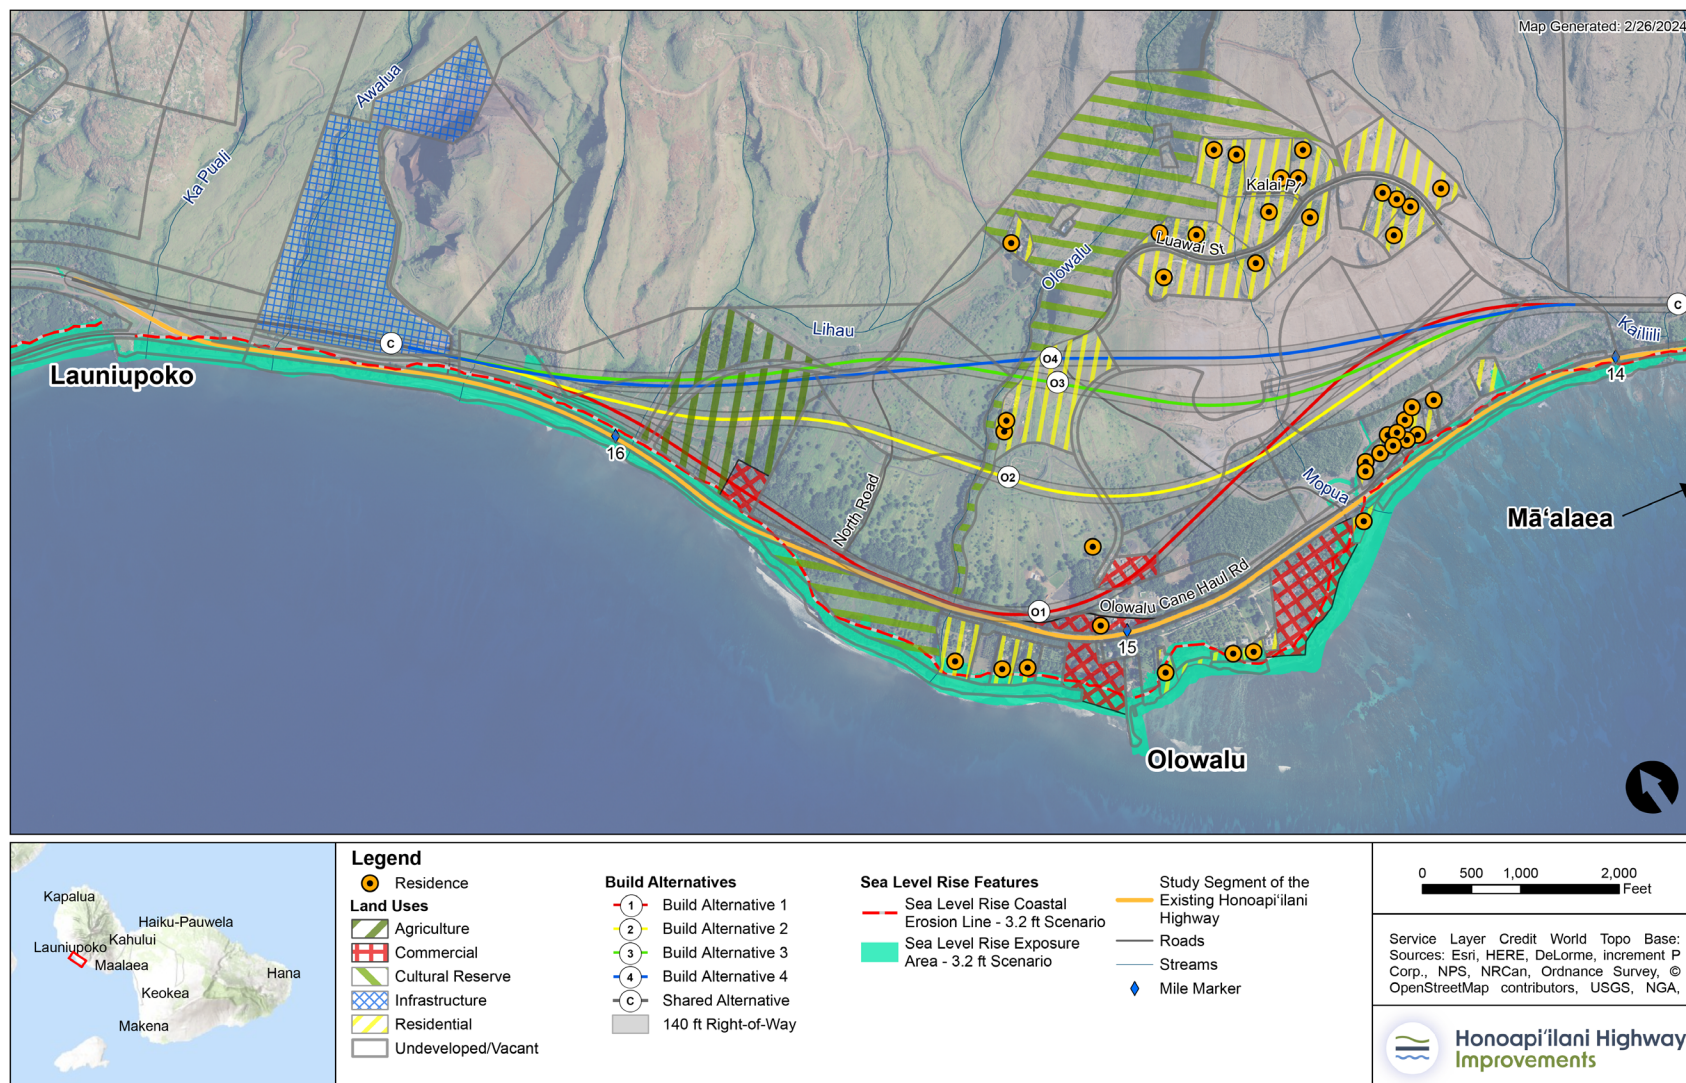 Map Generated: 2/26/2024
Awalua
Ka Puali
Kalai Pl
Luawai St
Olowalu
C
Kailiili
Lihau
O4
C
14
Launiupoko
O3
16
O2
Mopua
Mā‘alaea
North Road
Olowalu Cane Haul Rd
O1
15
Olowalu
Kapalua
Haiku-Pauwela
Launiupoko
Kahului
Maalaea
Hana
Keokea
Makena
Legend
Residence
Land Uses
Agriculture
Commercial
Cultural Reserve
Infrastructure
Residential
Undeveloped/Vacant
Build Alternatives
1 Build Alternative 1
2 Build Alternative 2
3 Build Alternative 3
4 Build Alternative 4
C Shared Alternative
140 ft Right-of-Way
Sea Level Rise Features
Sea Level Rise Coastal
Erosion Line - 3.2 ft Scenario
Sea Level Rise Exposure
Area - 3.2 ft Scenario
Study Segment of the
Existing Honoapi‘ilani
Highway
Roads
Streams
Mile Marker
0 500 1,000 2,000
Feet
Service Layer Credit World Topo Base:
Sources: Esri, HERE, DeLorme, increment P
Corp., NPS, NRCan, Ordnance Survey, ©
OpenStreetMap contributors, USGS, NGA,
Honoapi‘ilani Highway
Improvements